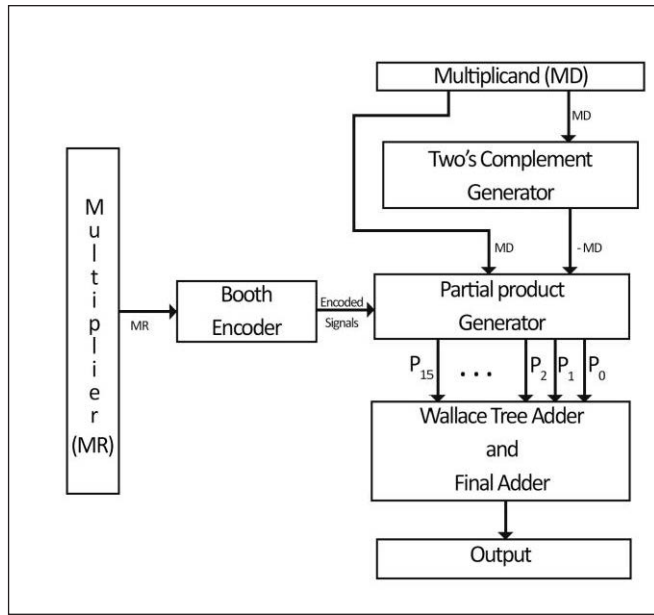 Multiplicand (MD)
MD
Two's Complement
Generator
MD
- MD
Multiplier
(MR)
MR
Booth
Encoder
Encoded
Signals
Partial product
Generator
P15 ... P2 P1 P0
Wallace Tree Adder
and
Final Adder
Output